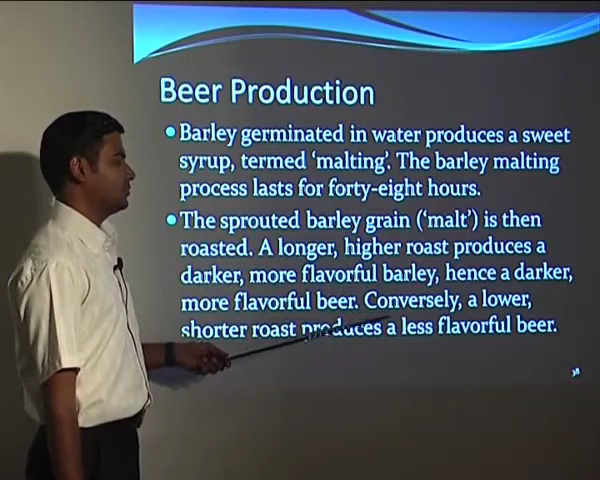 Beer Production
Barley germinated in water produces a sweet
syrup, termed ‘malting’. The barley malting
process lasts for forty-eight hours.
The sprouted barley grain (‘malt’) is then
roasted. A longer, higher roast produces a
darker, more flavorful barley, hence a darker,
more flavorful beer. Conversely, a lower,
shorter roast produces a less flavorful beer.